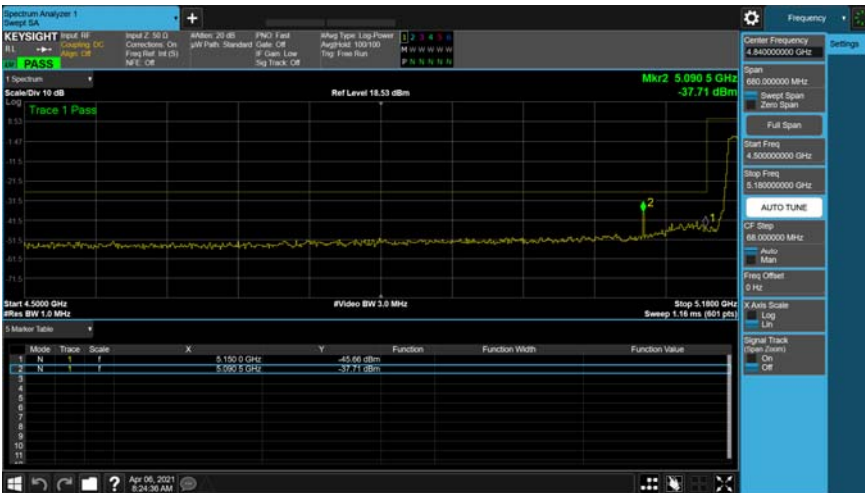 Spectrum Analyzer 1
Swept SA
Frequency
KEYSIGHT
Input: RF
Input Z: 50 Ω
#Atten: 20 dB
PNO: Fast
#Avg Type: Log-Power
1 2 3 4 5 6
RL
Coupling: DC
Corrections: On
µW Path: Standard
Gate: Off
Avg|Hold: 100/100
M W W W W W
Align: Off
Freq Ref: Int (S)
IF Gain: Low
Trig: Free Run
PASS
NFE: Off
Sig Track: Off
P N N N N N
1 Spectrum
Mkr2 5.090 5 GHz
Scale/Div 10 dB
Ref Level 18.53 dBm
-37.71 dBm
Log
Trace 1 Pass
8.53
-1.47
-11.5
-21.5
-31.5
-41.5
-51.5
-61.5
-71.5
2
1
Start 4.5000 GHz
#Video BW 3.0 MHz
Stop 5.1800 GHz
#Res BW 1.0 MHz
Sweep 1.16 ms (601 pts)
5 Marker Table
Mode Trace Scale X Y Function Function Width Function Value
1 N 1 f 5.150 0 GHz -45.66 dBm
2 N 1 f 5.090 5 GHz -37.71 dBm
3
4
5
6
7
8
9
10
11
Apr 06, 2021
8:24:36 AM
Center Frequency
4.840000000 GHz
Settings
Span
680.000000 MHz
Swept Span
Zero Span
Full Span
Start Freq
4.500000000 GHz
Stop Freq
5.180000000 GHz
AUTO TUNE
CF Step
68.000000 MHz
Auto
Man
Freq Offset
0 Hz
X Axis Scale
Log
Lin
Signal Track
(Span Zoom)
On
Off